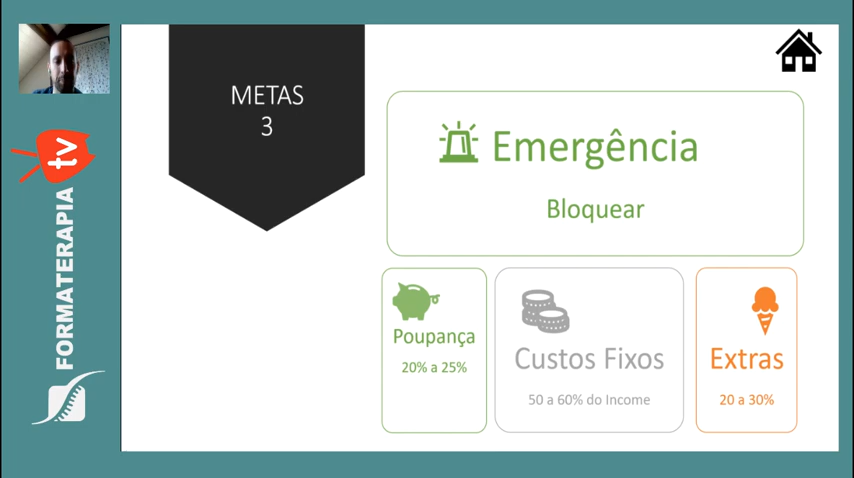 METAS
3
Emergência
Bloquear
Poupança
20% a 25%
Custos Fixos
50 a 60% do Income
Extras
20 a 30%
tv
FORMATERAPIA